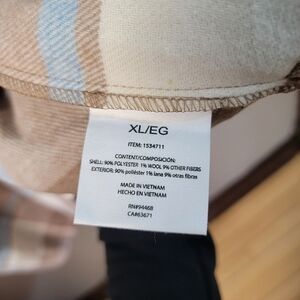 XL/EG
ITEM: 1534711
CONTENT/COMPOSICIÓN:
SHELL: 90% POLYESTER 1% WOOL 9% OTHER FIBERS
EXTERIOR: 90% poliéster 1% lana 9% otras fibras
MADE IN VIETNAM
HECHO EN VIETNAM
RN#94468
CA#63671